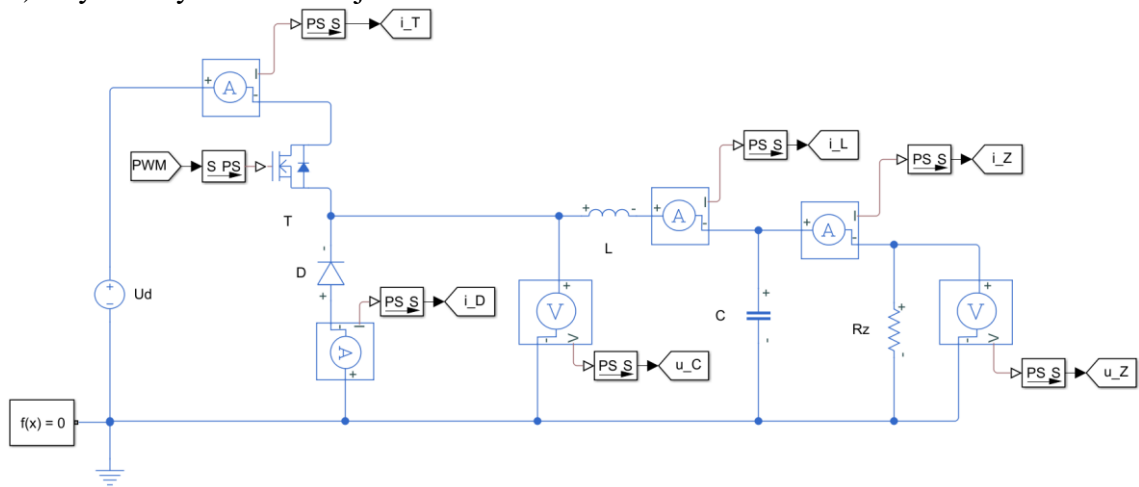 PS S
i_T
A
PWM
S PS
T
PS S
i_L
PS S
i_Z
A
A
L
D
Ud
PS S
i_D
A
V
C
Rz
V
PS S
u_C
PS S
u_Z
f(x) = 0